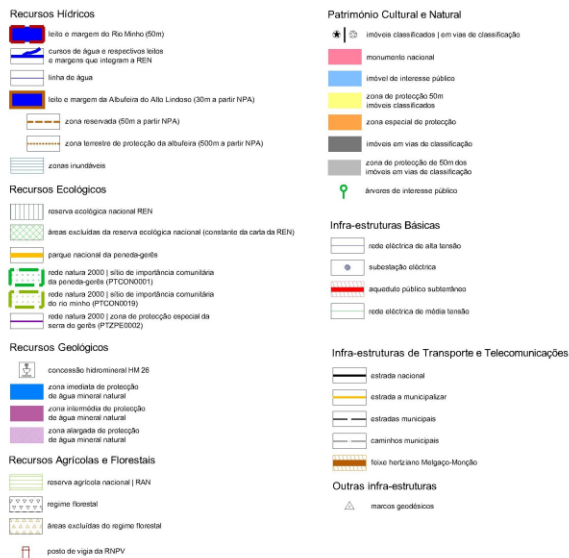 Recursos Hídricos
leito e margem do Rio Minho (50m)
cursos de água e respectivos leitos
e margens que integram a REN
linha de água
leito e margem da Albufeira do Alto Lindoso (30m a partir NPA)
zona reservada (50m a partir NPA)
zona terrestre de protecção da albufeira (500m a partir NPA)
zonas inundáveis
Recursos Ecológicos
reserva ecológica nacional REN
áreas excluídas da reserva ecológica nacional (constante da carta da REN)
parque nacional da peneda-gerês
rede natura 2000 | sítio de importância comunitária
da peneda-gerês (PTCON0001)
rede natura 2000 | sítio de importância comunitária
do rio minho (PTCON0019)
rede natura 2000 | zona de protecção especial da
serra do gerês (PTZPE0002)
Recursos Geológicos
concessão hidromineral HM 26
zona imediata de protecção
de água mineral natural
zona intermédia de protecção
de água mineral natural
zona alargada de protecção
de água mineral natural
Recursos Agrícolas e Florestais
reserva agrícola nacional | RAN
regime florestal
áreas excluídas do regime florestal
posto de vigia da RNPV
Património Cultural e Natural
imóveis classificados | em vias de classificação
monumento nacional
imóvel de interesse público
zona de protecção 50m
imóveis classificados
zona especial de protecção
imóveis em vias de classificação
zona de protecção de 50m dos
imóveis em vias de classificação
árvores de interesse público
Infra-estruturas Básicas
rede eléctrica de alta tensão
subestação eléctrica
aqueduto público subterrâneo
rede eléctrica de média tensão
Infra-estruturas de Transporte e Telecomunicações
estrada nacional
estrada a municipalizar
estradas municipais
caminhos municipais
feixe hertziano Melgaço-Monção
Outras infra-estruturas
marcos geodésicos